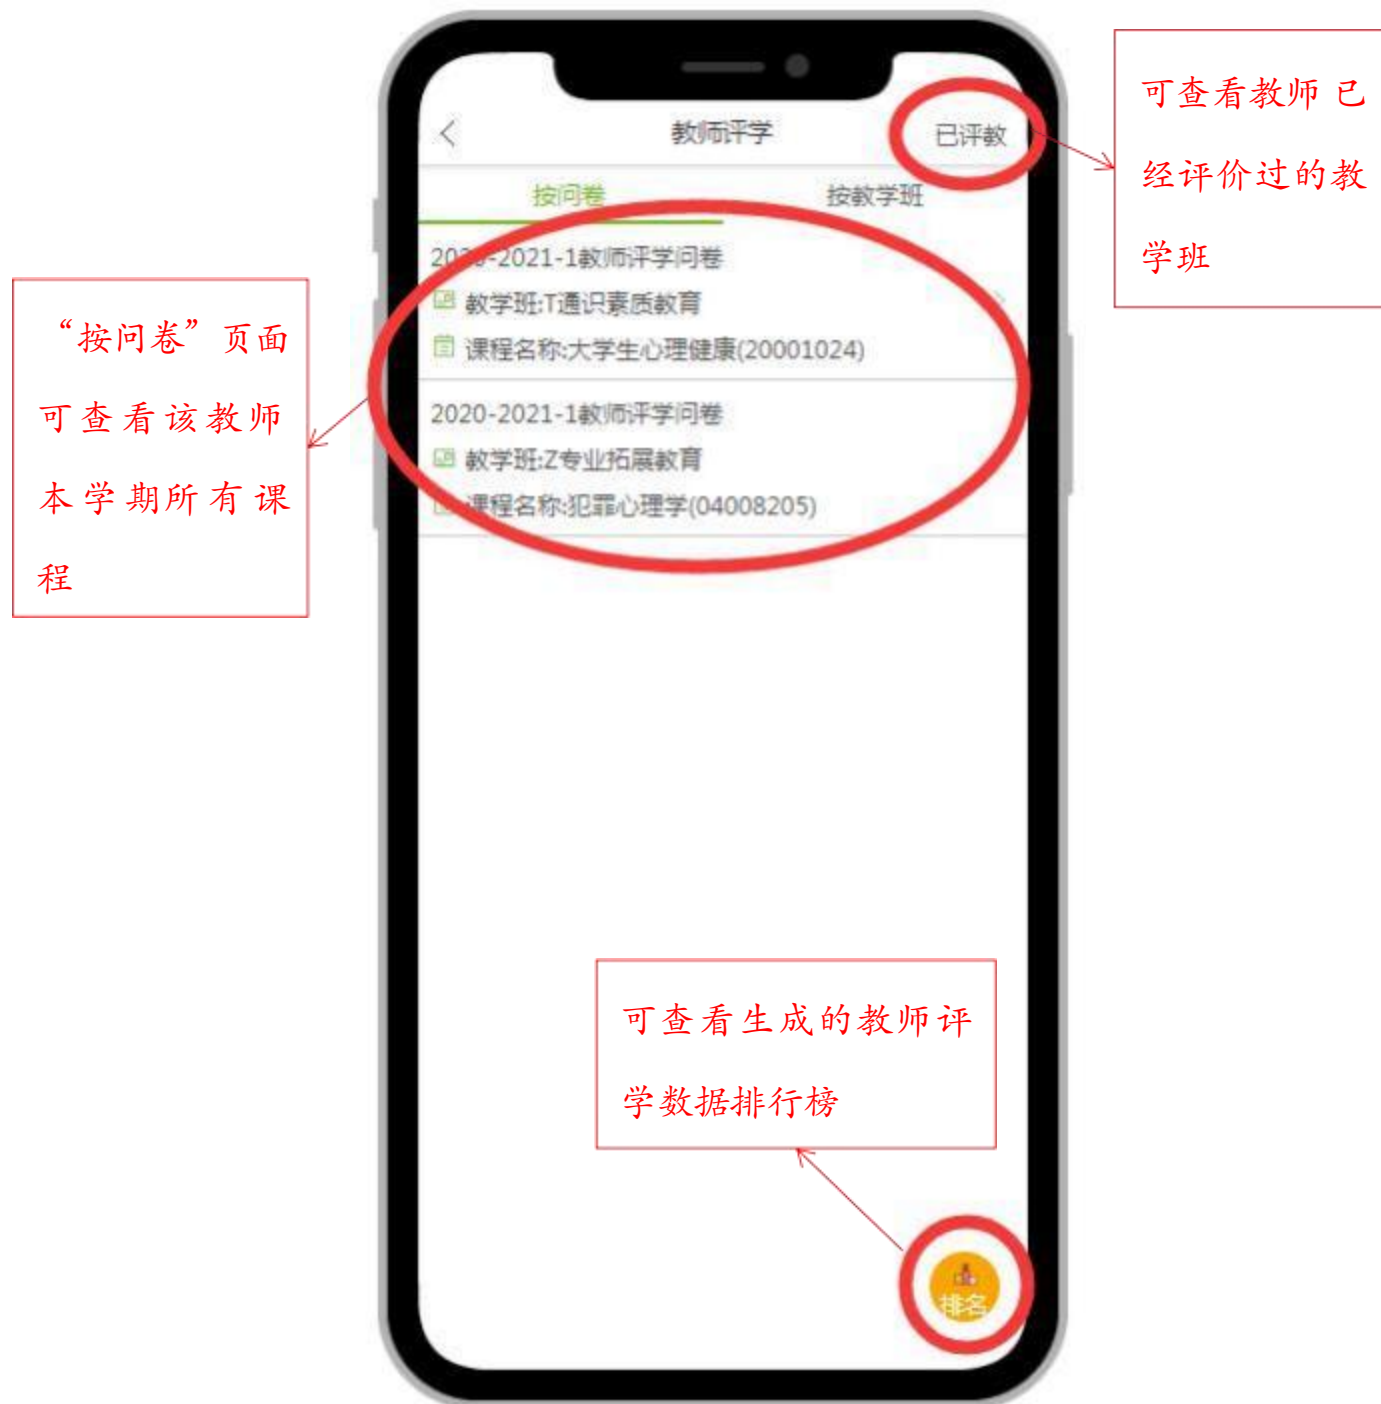 教师评学
已评教
按问卷
按教学班
2020-2021-1教师评学问卷
教学班:T通识素质教育
课程名称:大学生心理健康(20001024)
2020-2021-1教师评学问卷
教学班:Z专业拓展教育
课程名称:犯罪心理学(04008205)
可查看教师 已
经评价过的教
学班
“按问卷”页面
可查看该教师
本学期所有课
程
可查看生成的教师评
学数据排行榜
排名